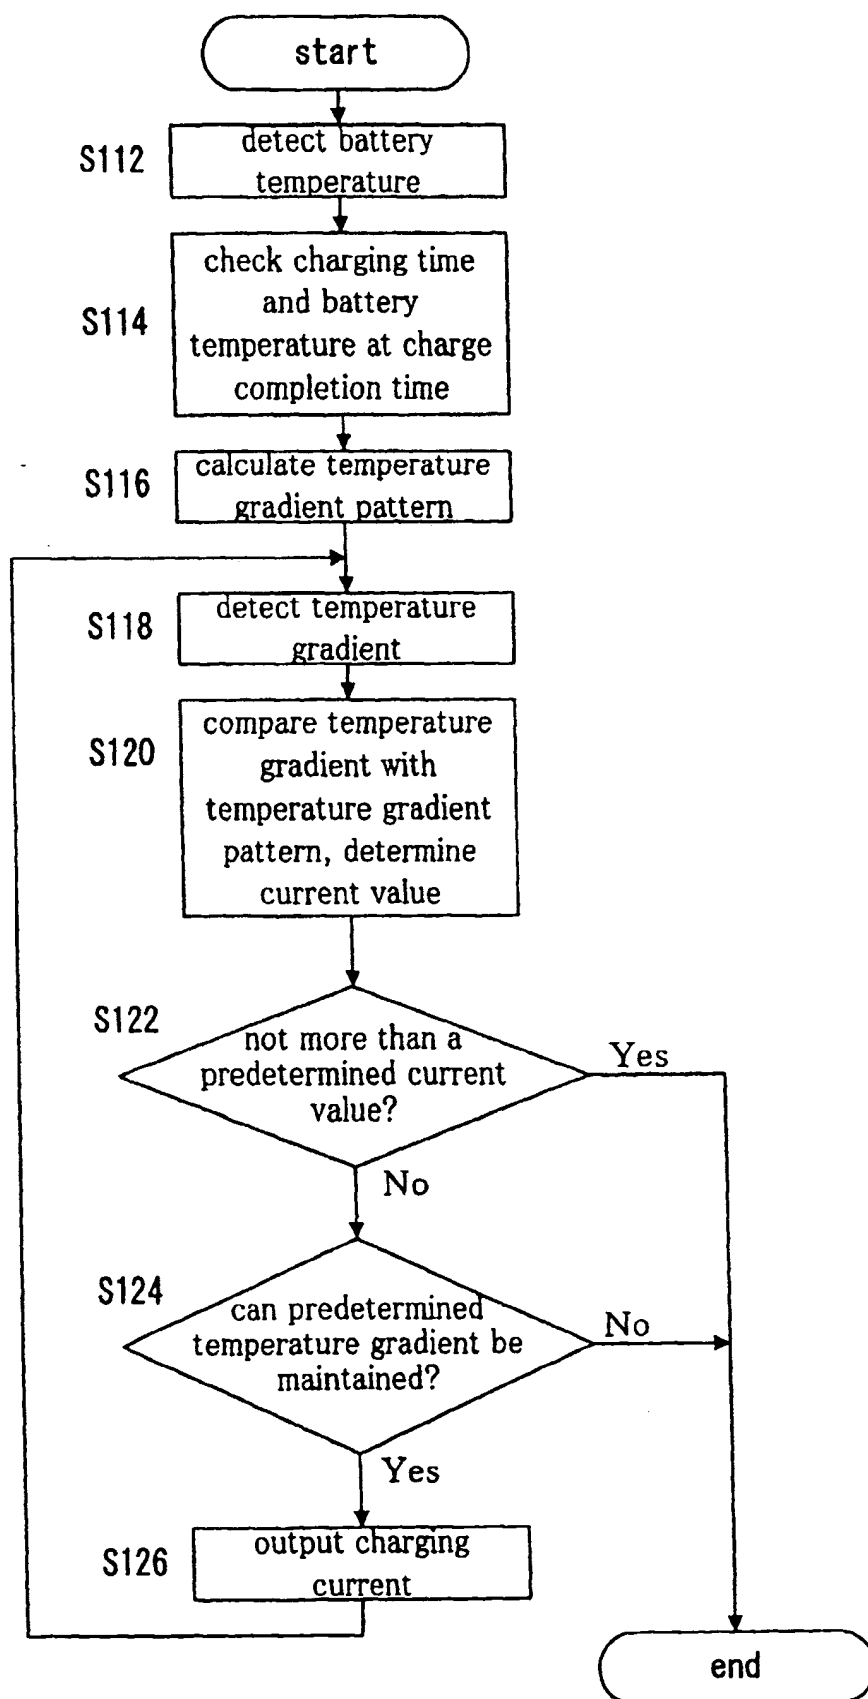 start
S112
detect battery
temperature
S114
check charging time
and battery
temperature at charge
completion time
S116
calculate temperature
gradient pattern
S118
detect temperature
gradient
S120
compare temperature
gradient with
temperature gradient
pattern, determine
current value
S122
not more than a
predetermined current
value?
Yes
No
S124
can predetermined
temperature gradient be
maintained?
No
Yes
S126
output charging
current
end